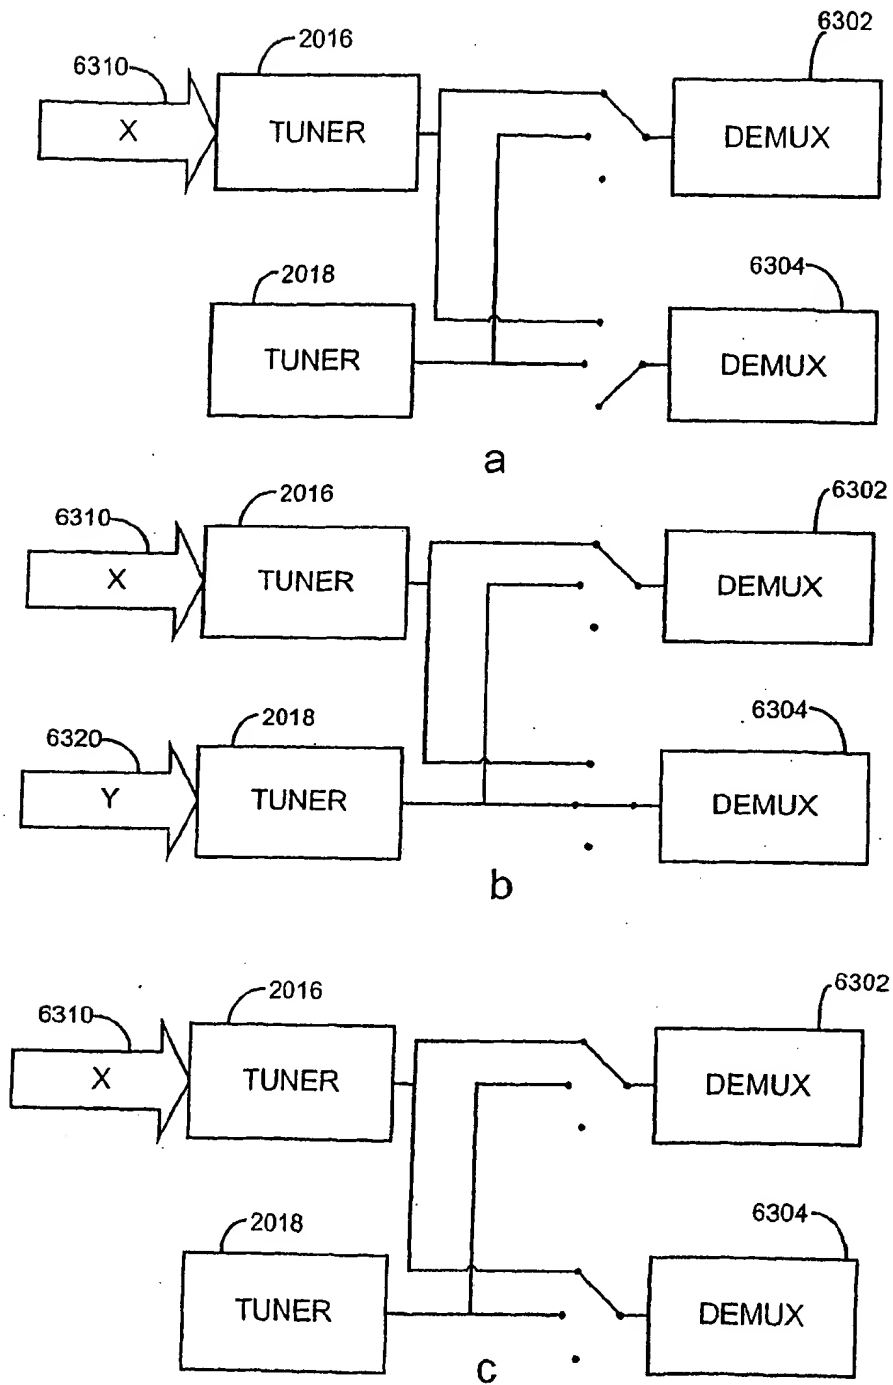 6310
2016
6302
X
TUNER
DEMUX
2018
6304
TUNER
DEMUX
a
6310
2016
6302
X
TUNER
DEMUX
6320
2018
6304
Y
TUNER
DEMUX
b
6310
2016
6302
X
TUNER
DEMUX
2018
6304
TUNER
DEMUX
c